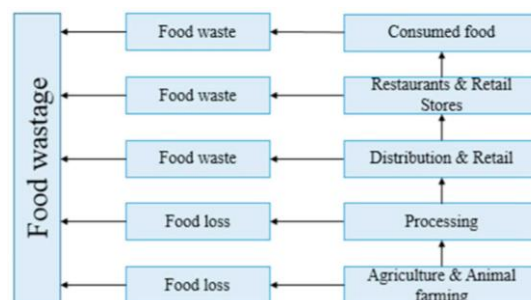 Food wastage
Food waste
Consumed food
Food waste
Restaurants & Retail
Stores
Food waste
Distribution & Retail
Food loss
Processing
Food loss
Agriculture & Animal
farming